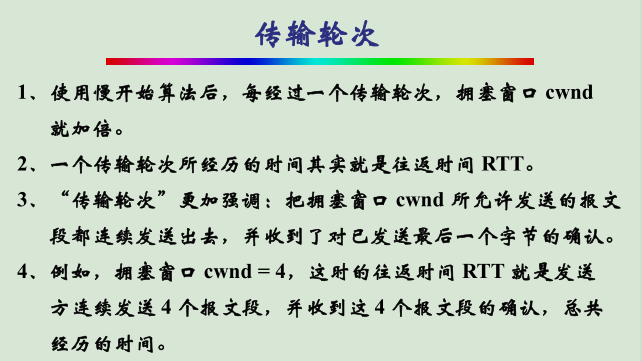 传输轮次
1、使用慢开始算法后，每经过一个传输轮次，拥塞窗口 cwnd
就加倍。
2、一个传输轮次所经历的时间其实就是往返时间 RTT。
3、“传输轮次”更加强调：把拥塞窗口 cwnd 所允许发送的报文
段都连续发送出去，并收到了对已发送最后一个字节的确认。
4、例如，拥塞窗口 cwnd = 4，这时的往返时间 RTT 就是发送
方连续发送 4 个报文段，并收到这 4 个报文段的确认，总共
经历的时间。